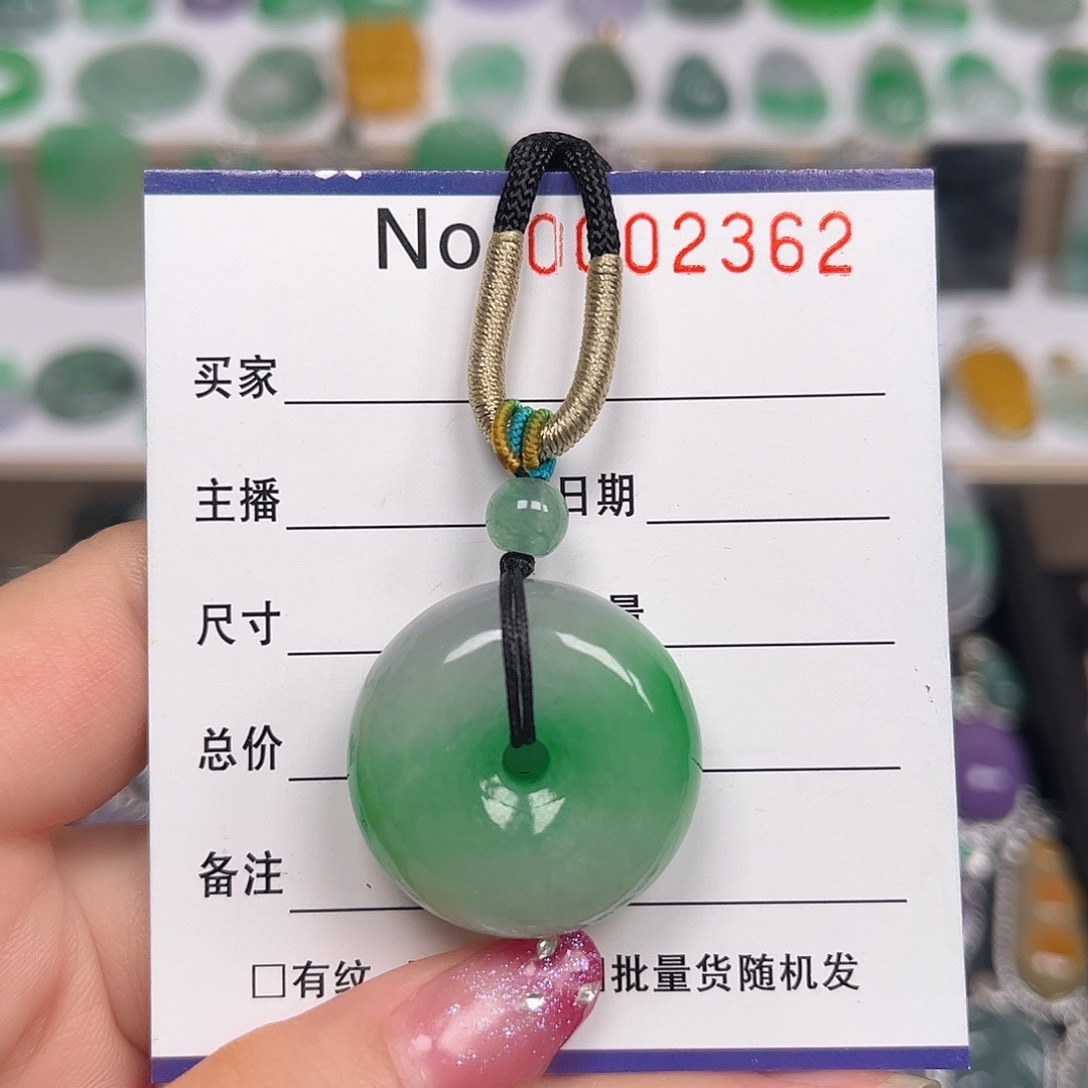 No 0002362
买家
主播 日期
尺寸 量
总价
备注
□有纹 批量货随机发